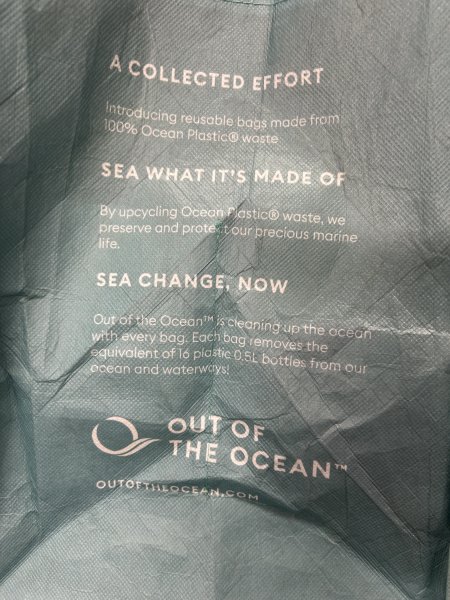 A COLLECTED EFFORT
Introducing reusable bags made from
100% Ocean Plastic® waste
SEA WHAT IT'S MADE OF
By upcycling Ocean Plastic® waste, we
preserve and protect our precious marine
life.
SEA CHANGE, NOW
Out of the Ocean™ is cleaning up the ocean
with every bag. Each bag removes the
equivalent of 16 plastic 0.5L bottles from our
ocean and waterways!
OUT OF
THE OCEAN™
OUTOFTHEOCEAN.COM